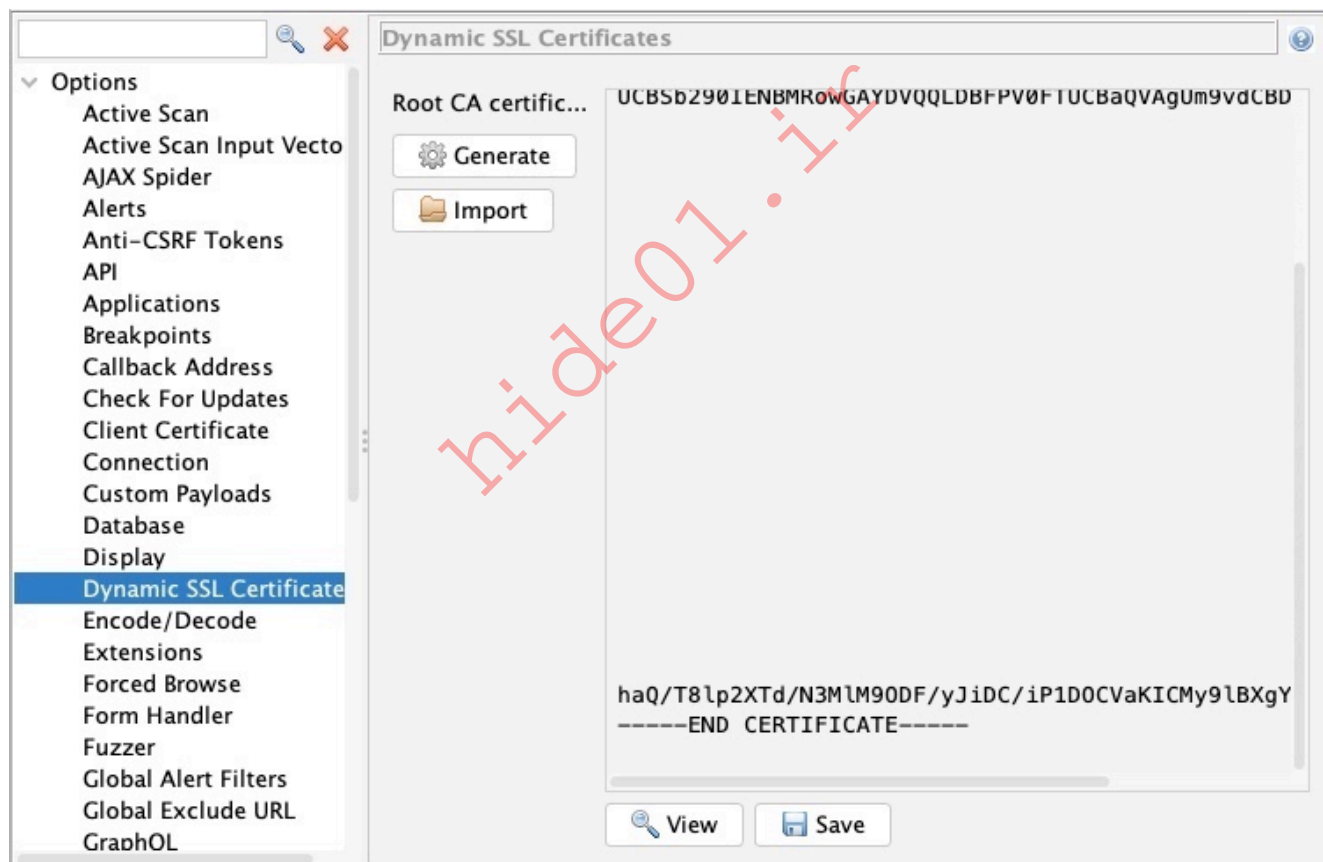 Dynamic SSL Certificates
Options
Active Scan
Active Scan Input Vecto
AJAX Spider
Alerts
Anti-CSRF Tokens
API
Applications
Breakpoints
Callback Address
Check For Updates
Client Certificate
Connection
Custom Payloads
Database
Display
Dynamic SSL Certificate
Encode/Decode
Extensions
Forced Browse
Form Handler
Fuzzer
Global Alert Filters
Global Exclude URL
GraphQL
Root CA certific...
Generate
Import
UCBSb290IENBMRowGAYDVQQLDBFPV0FTUCBaQVAgUm9vdCBD
haQ/T8lp2XTd/N3MlM9ODF/yJiDC/iP1DOCVaKICMy9lBXgY
-----END CERTIFICATE-----
View
Save
hide01.ir